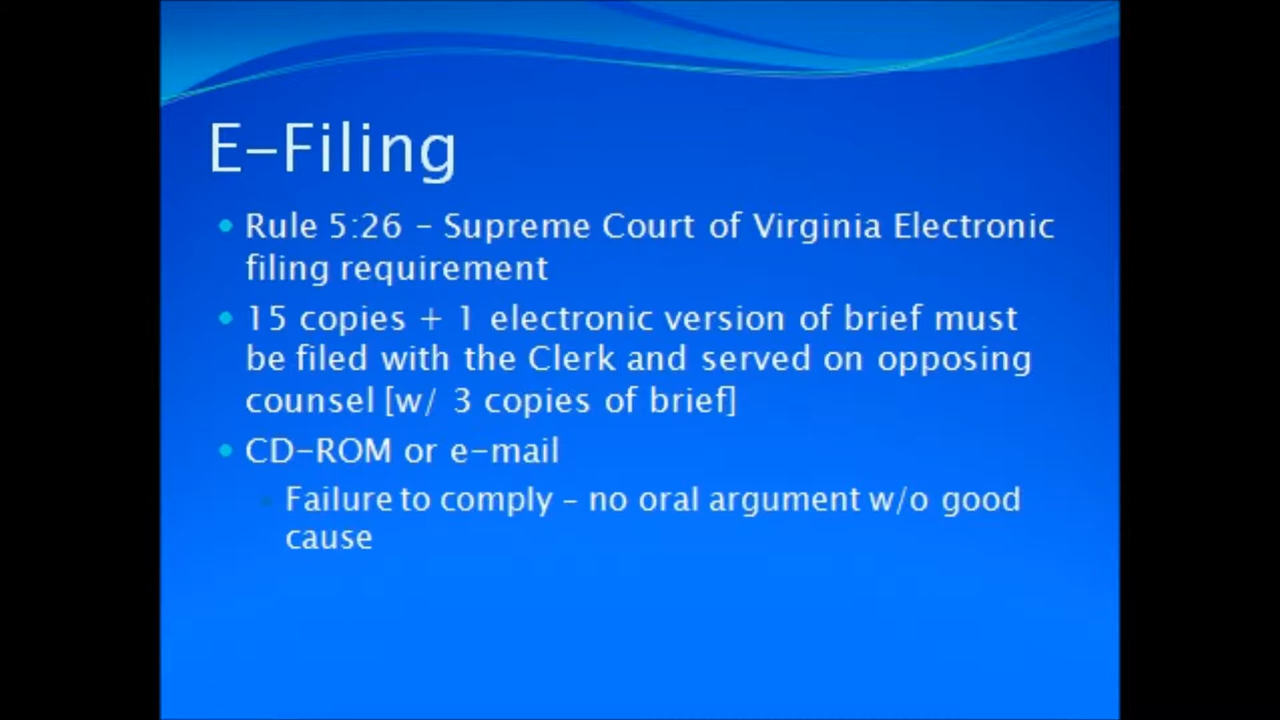 E-Filing
Rule 5:26 – Supreme Court of Virginia Electronic
filing requirement
15 copies + 1 electronic version of brief must
be filed with the Clerk and served on opposing
counsel [w/ 3 copies of brief]
CD-ROM or e-mail
Failure to comply – no oral argument w/o good
cause